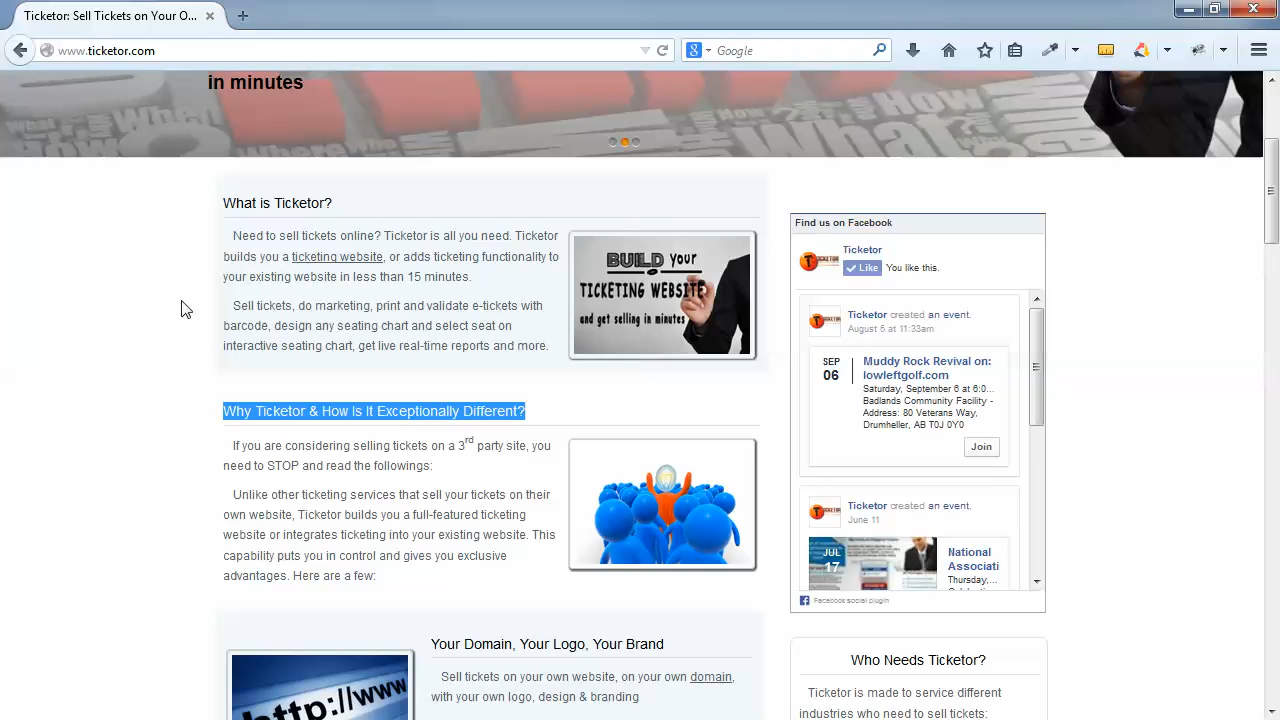 Ticketor: Sell Tickets on Your O...
www.ticketor.com
Google
in minutes
What is Ticketor?
Need to sell tickets online? Ticketor is all you need. Ticketor
builds you a ticketing website, or adds ticketing functionality to
your existing website in less than 15 minutes.
Sell tickets, do marketing, print and validate e-tickets with
barcode, design any seating chart and select seat on
interactive seating chart, get live real-time reports and more.
BUILD your
TICKETING WEBSITE
and get selling in minutes
Why Ticketor & How Is It Exceptionally Different?
If you are considering selling tickets on a 3rd party site, you
need to STOP and read the followings:
Unlike other ticketing services that sell your tickets on their
own website, Ticketor builds you a full-featured ticketing
website or integrates ticketing into your existing website. This
capability puts you in control and gives you exclusive
advantages. Here are a few:
http://www
Your Domain, Your Logo, Your Brand
Sell tickets on your own website, on your own domain,
with your own logo, design & branding
Find us on Facebook
Ticketor
Like You like this.
Ticketor created an event.
August 5 at 11:33am
SEP
06
Muddy Rock Revival on:
lowleftgolf.com
Saturday, September 6 at 6:0...
Badlands Community Facility -
Address: 80 Veterans Way,
Drumheller, AB T0J 0Y0
Join
Ticketor created an event.
June 11
JUL
17
National
Associati
Thursday,...
Facebook social plugin
Who Needs Ticketor?
Ticketor is made to service different
industries who need to sell tickets: